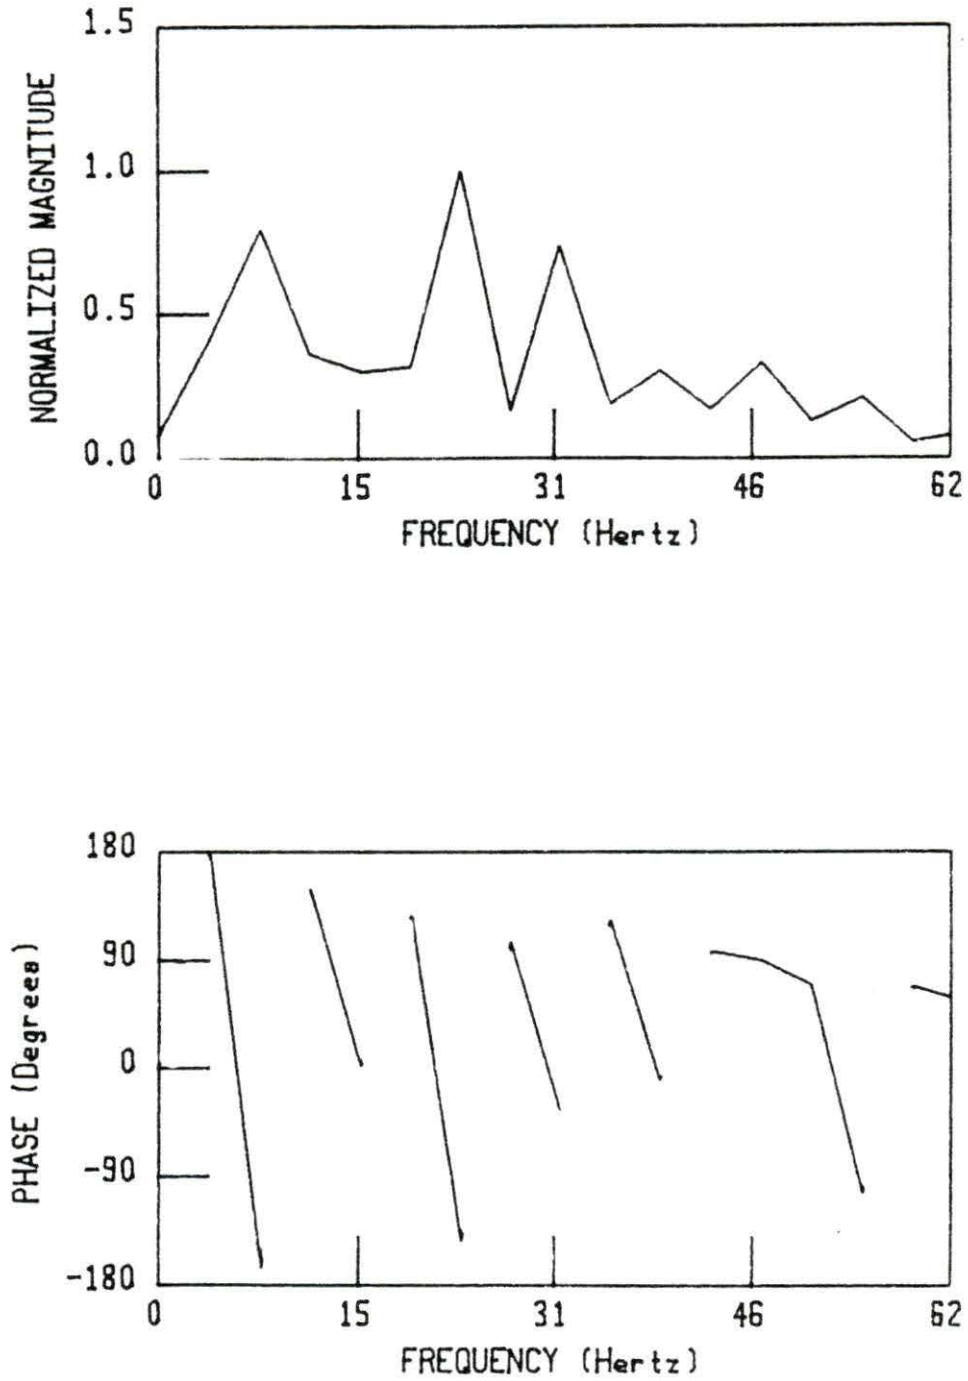 1.5
1.0
0.5
0.0
NORMALIZED MAGNITUDE
0 15 31 46 62
FREQUENCY (Hertz)
180
90
0
-90
-180
PHASE (Degrees)
0 15 31 46 62
FREQUENCY (Hertz)